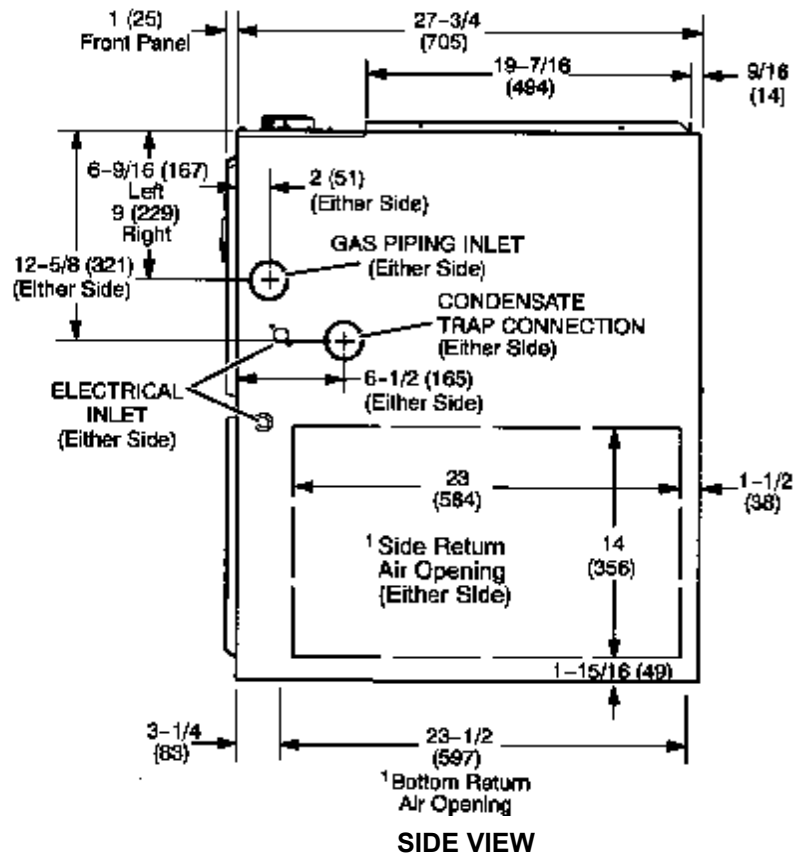 1 (25)
Front Panel
27–3/4
(705)
19–7/16
(494)
9/16
(14]
6–9/16 (167)
Left
9 (229)
Right
2 (51)
(Either Side)
12–5/8 (321)
(Either Side)
GAS PIPING INLET
(Either Side)
CONDENSATE
TRAP CONNECTION
(Either Side)
6–1/2 (165)
(Either Side)
ELECTRICAL
INLET
(Either Side)
23
(584)
1–1/2
(38)
14
(356)
1 Side Return
Air Opening
(Either Side)
1–15/16 (49)
3–1/4
(83)
23–1/2
(597)
1 Bottom Return
Air Opening
SIDE VIEW